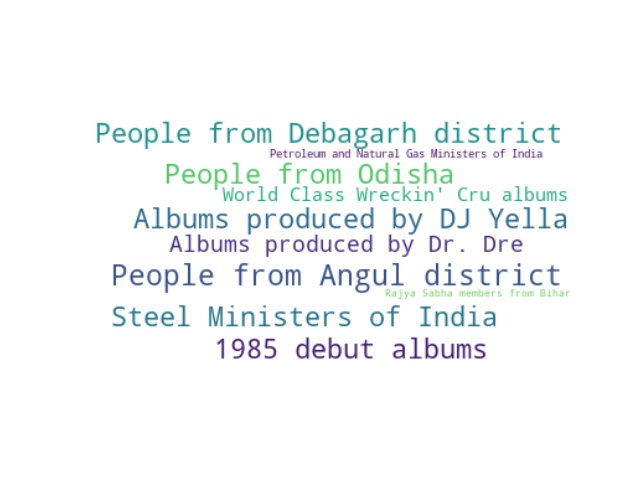 People from Debagarh district
Petroleum and Natural Gas Ministers of India
People from Odisha
World Class Wreckin' Cru albums
Albums produced by DJ Yella
Albums produced by Dr. Dre
People from Angul district
Rajya Sabha members from Bihar
Steel Ministers of India
1985 debut albums